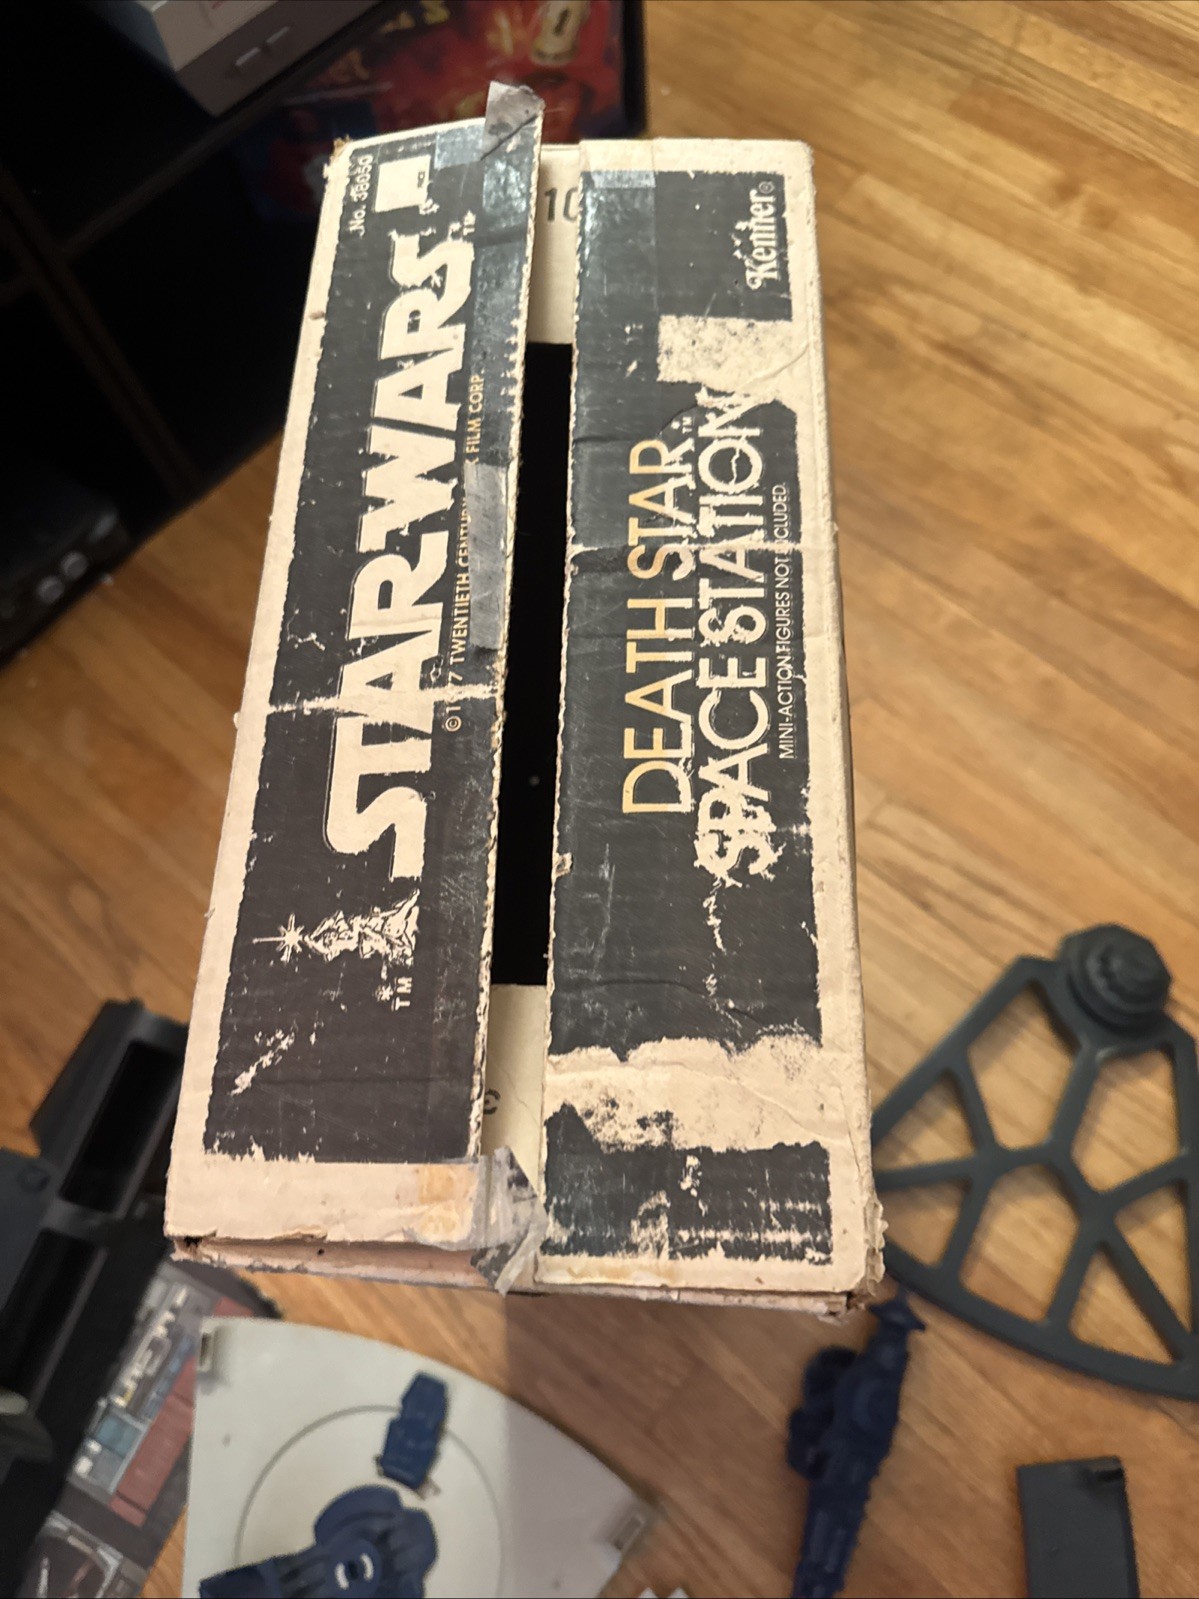 No. 38050
STAR WARS
TM
© 1977 TWENTIETH CENTURY FILM CORP.
TM
10
Kenner®
DEATH STAR™
SPACE STATION
MINI-ACTION FIGURES NOT INCLUDED.